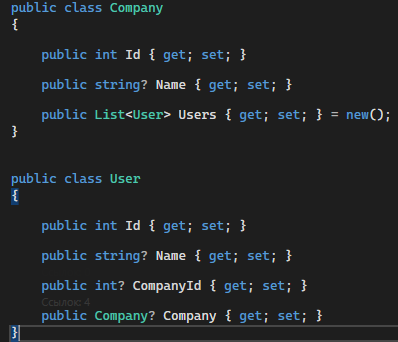 public class Company
{
public int Id { get; set; }
public string? Name { get; set; }
public List<User> Users { get; set; } = new();
}
public class User
{
public int Id { get; set; }
public string? Name { get; set; }
public int? CompanyId { get; set; }
Ссылок: 4
public Company? Company { get; set; }
}